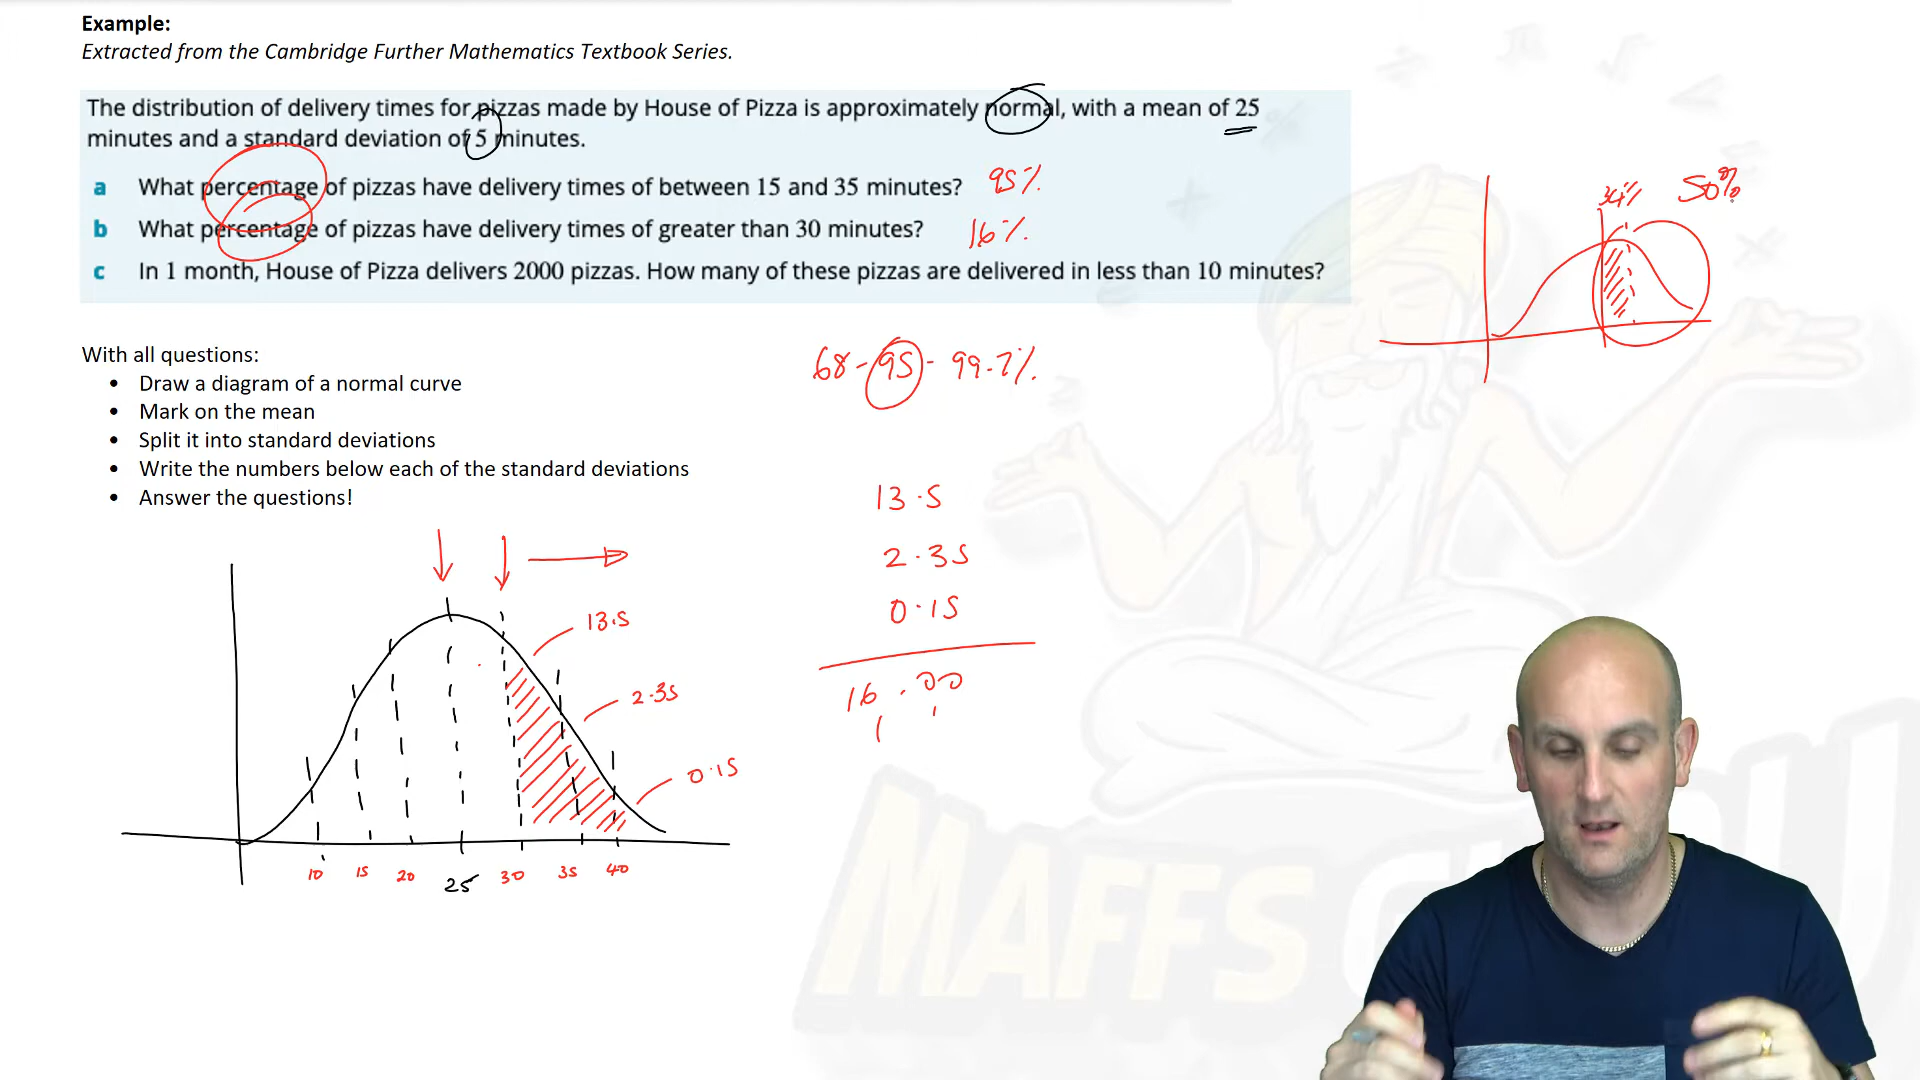 Example:
Extracted from the Cambridge Further Mathematics Textbook Series.
The distribution of delivery times for pizzas made by House of Pizza is approximately normal, with a mean of 25
minutes and a standard deviation of 5 minutes.
a What percentage of pizzas have delivery times of between 15 and 35 minutes? 95%
b What percentage of pizzas have delivery times of greater than 30 minutes? 16%
c In 1 month, House of Pizza delivers 2000 pizzas. How many of these pizzas are delivered in less than 10 minutes?
34% 50%
With all questions:
• Draw a diagram of a normal curve
• Mark on the mean
• Split it into standard deviations
• Write the numbers below each of the standard deviations
• Answer the questions!
68-95-99.7%
13.5
2.35
0.15
16.00
13.5
2.35
0.15
10 15 20 25 30 35 40
MAFFS GURU